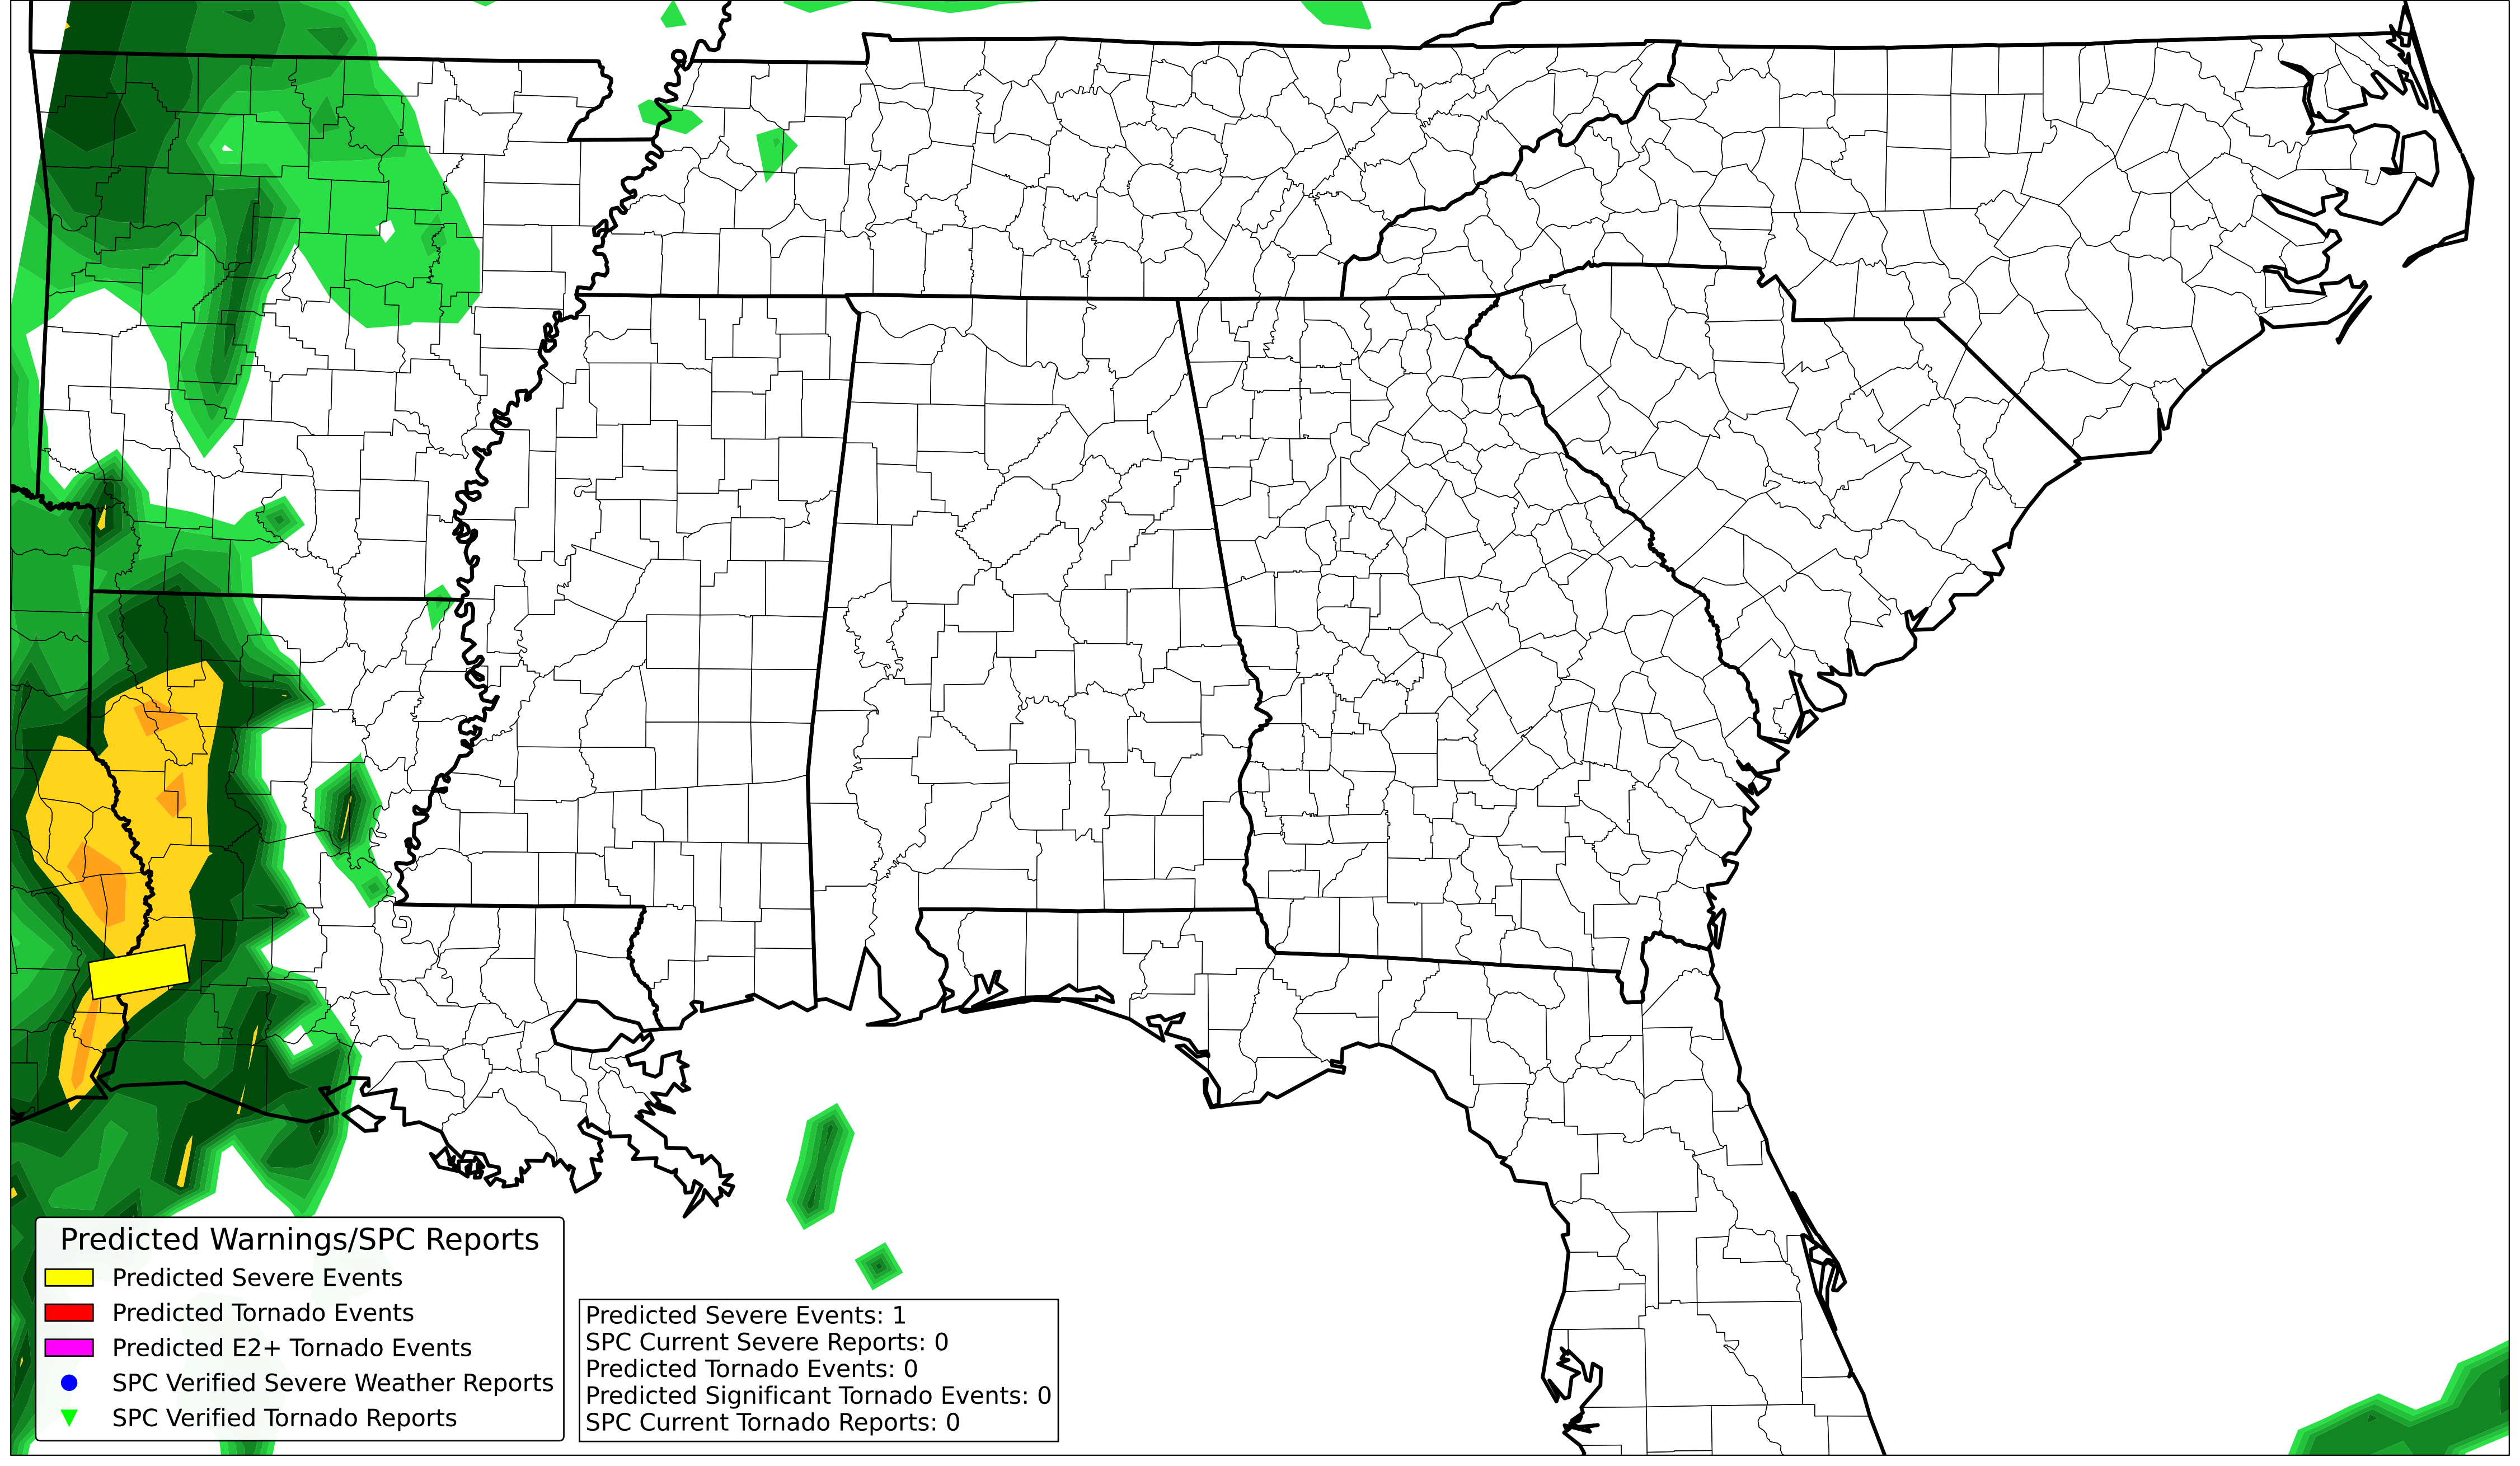 Predicted Warnings/SPC Reports
Predicted Severe Events
Predicted Tornado Events
Predicted E2+ Tornado Events
SPC Verified Severe Weather Reports
SPC Verified Tornado Reports
Predicted Severe Events: 1
SPC Current Severe Reports: 0
Predicted Tornado Events: 0
Predicted Significant Tornado Events: 0
SPC Current Tornado Reports: 0